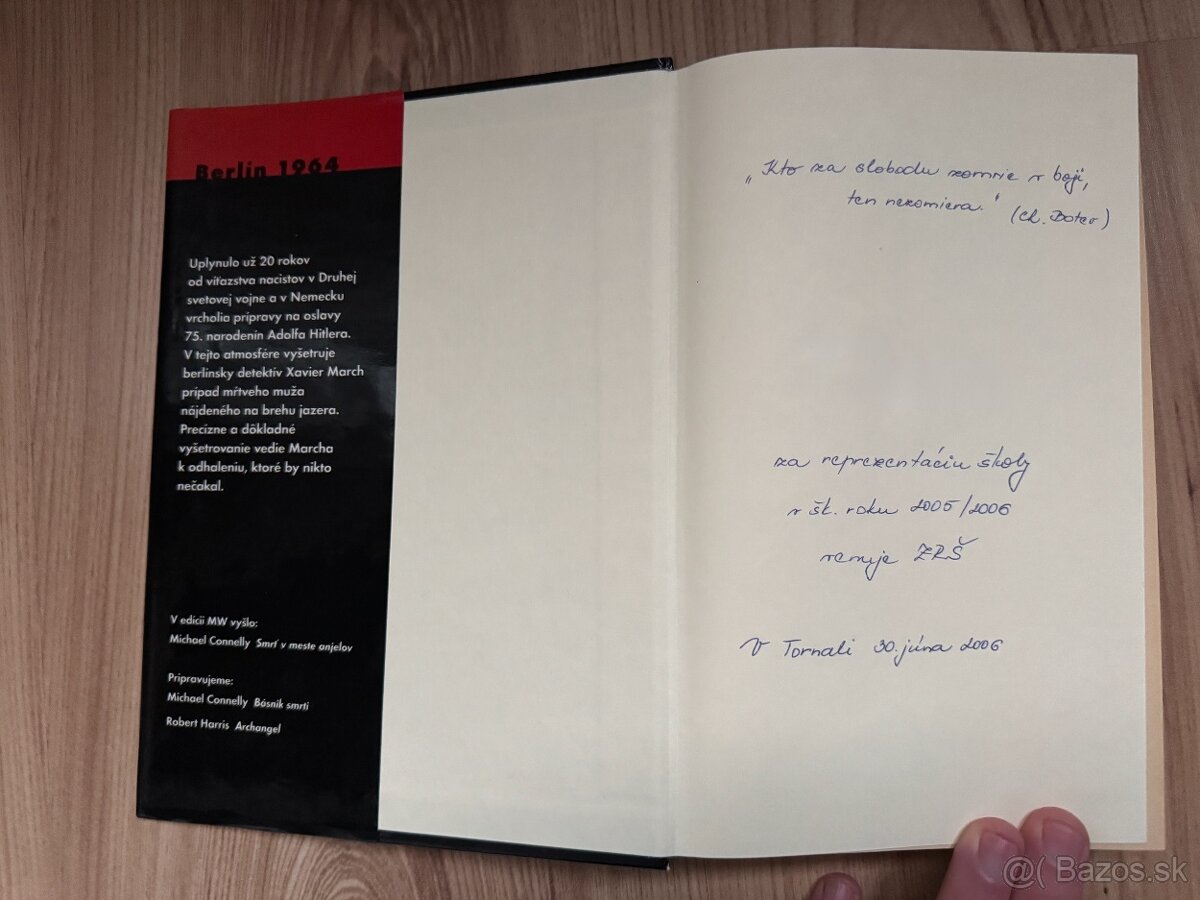 Berlín 1964
Uplynulo už 20 rokov
od víťazstva nacistov v Druhej
svetovej vojne a v Nemecku
vrcholia prípravy na oslavy
75. narodenín Adolfa Hitlera.
V tejto atmosfére vyšetruje
berlínsky detektív Xavier March
prípad mŕtveho muža
nájdeného na brehu jazera.
Precízne a dôkladné
vyšetrovanie vedie Marcha
k odhaleniu, ktoré by nikto
nečakal.
V edícii MW vyšlo:
Michael Connelly Smrť v meste anjelov
Pripravujeme:
Michael Connelly Básnik smrti
Robert Harris Archangel
„Kto za slobodu zomrie v boji,
ten nezomiera." (Ch. Botev)
za reprezentáciu školy
v šk. roku 2005/2006
venuje ZRŠ
V Tornali 30. júna 2006
@( Bazos.sk